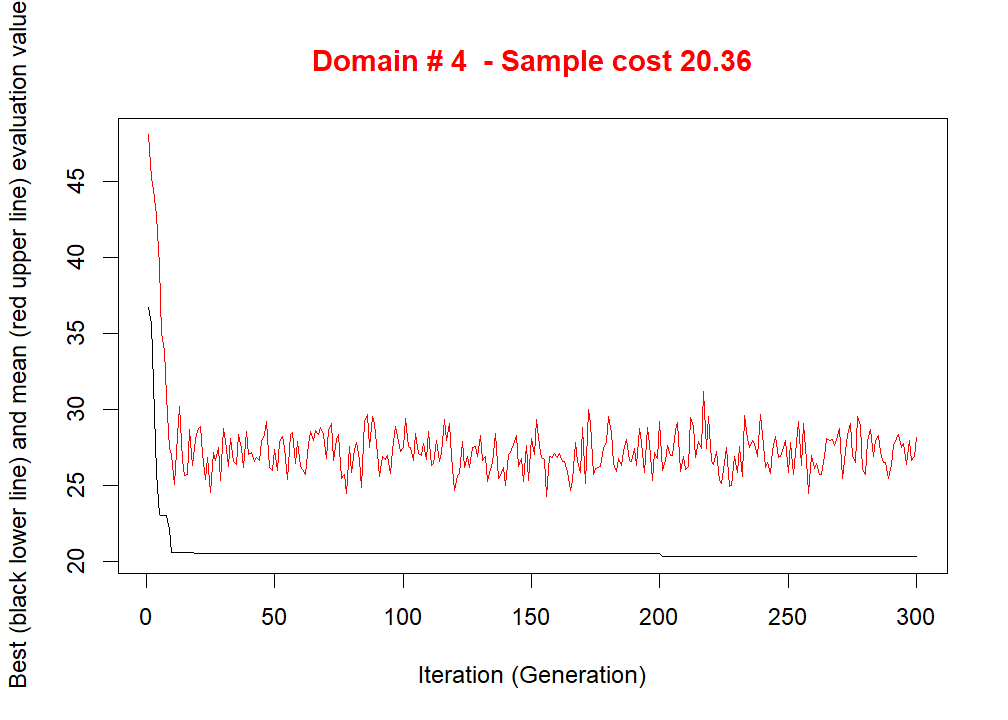 Domain # 4  - Sample cost 20.36
Best (black lower line) and mean (red upper line) evaluation value
45
40
35
30
25
20
0 50 100 150 200 250 300
Iteration (Generation)